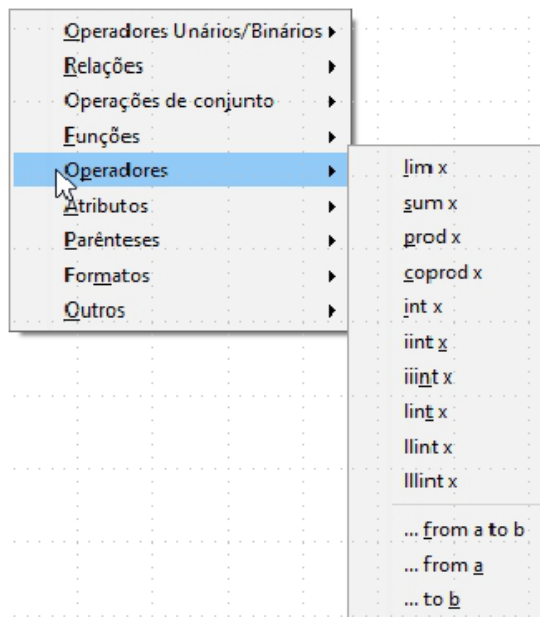 Operadores Unários/Binários
Relações
Operações de conjunto
Funções
Operadores
Atributos
Parênteses
Formatos
Outros
lim x
sum x
prod x
coprod x
int x
iint x
iiint x
lint x
llint x
lllint x
... from a to b
... from a
... to b